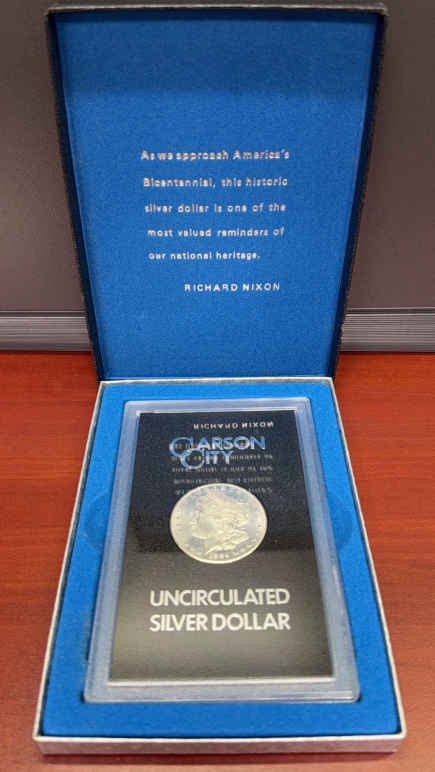 As we approach America's
Bicentennial, this historic
silver dollar is one of the
most valued reminders of
our national heritage.
RICHARD NIXON
RICHARD NIXON
CARSON
CITY
UNCIRCULATED
SILVER DOLLAR